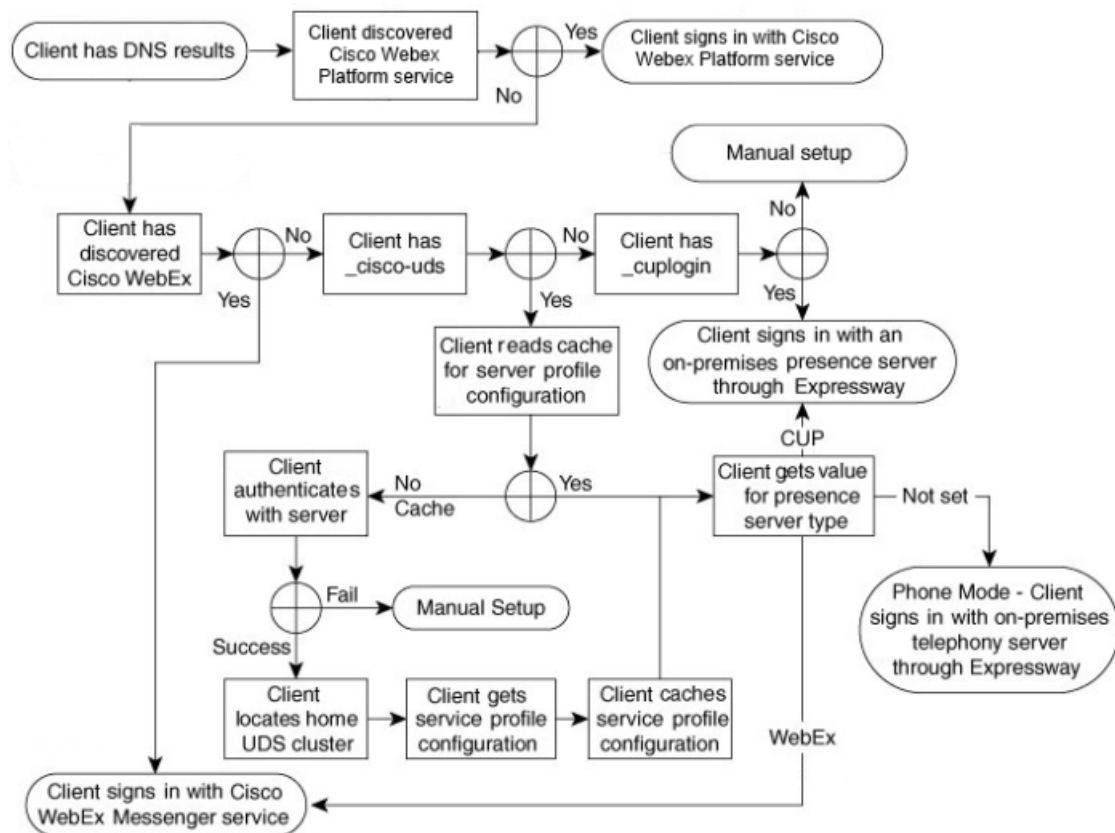 Client has DNS results
Client discovered
Cisco Webex
Platform service
Yes
Client signs in with Cisco
Webex Platform service
No
Manual setup
No
Client has
discovered
Cisco WebEx
No
Client has
_cisco-uds
No
Client has
_cuplogin
Yes
Yes
Yes
Client reads cache
for server profile
configuration
Client signs in with an
on-premises presence server
through Expressway
CUP
Client
authenticates
with server
No
Cache
Yes
Client gets value
for presence
server type
Not set
Fail
Manual Setup
Phone Mode - Client
signs in with on-premises
telephony server
through Expressway
Success
Client
locates home
UDS cluster
Client gets
service profile
configuration
Client caches
service profile
configuration
WebEx
Client signs in with Cisco
WebEx Messenger service